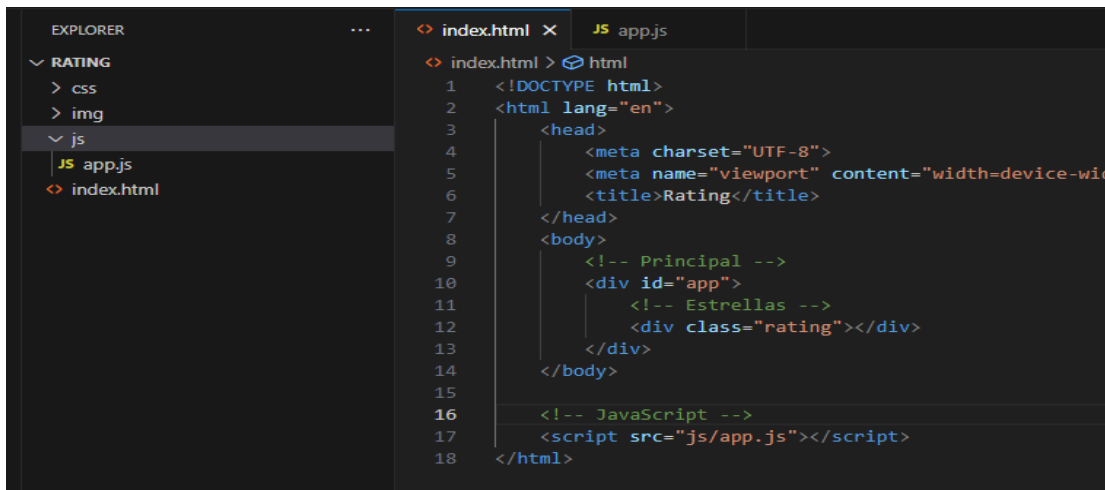 EXPLORER ...
RATING
css
img
js
JS app.js
<> index.html
<> index.html × JS app.js
<> index.html > html
1 <!DOCTYPE html>
2 <html lang="en">
3 <head>
4 <meta charset="UTF-8">
5 <meta name="viewport" content="width=device-wid
6 <title>Rating</title>
7 </head>
8 <body>
9 <!-- Principal -->
10 <div id="app">
11 <!-- Estrellas -->
12 <div class="rating"></div>
13 </div>
14 </body>
15
16 <!-- JavaScript -->
17 <script src="js/app.js"></script>
18 </html>